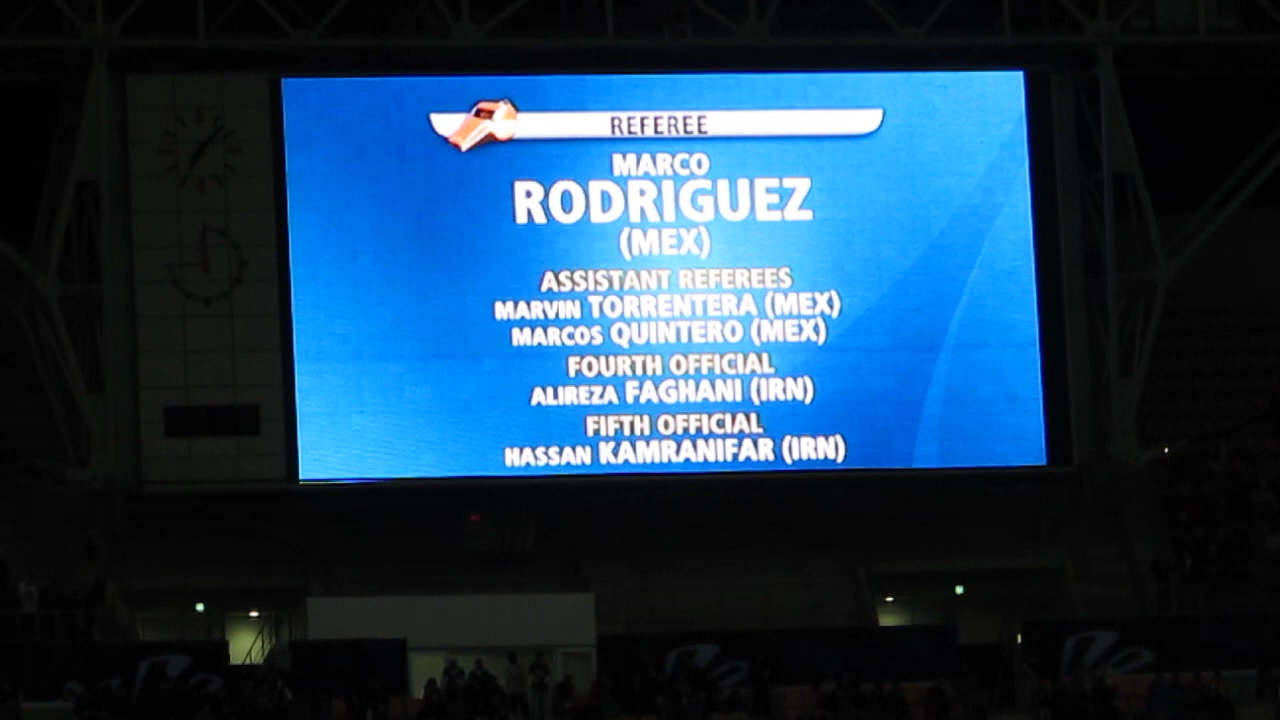 REFEREE
MARCO
RODRIGUEZ
(MEX)
ASSISTANT REFEREES
MARVIN TORRENTERA (MEX)
MARCOS QUINTERO (MEX)
FOURTH OFFICIAL
ALIREZA FAGHANI (IRN)
FIFTH OFFICIAL
HASSAN KAMRANIFAR (IRN)